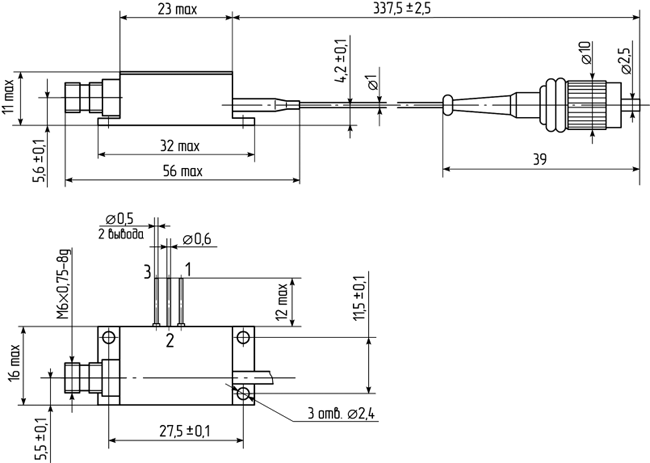 23 max
337,5 ±2,5
11 max
5,6 ±0,1
4,2 ±0,1
⌀1
⌀10
⌀2,5
32 max
56 max
39
⌀0,5
2 вывода
⌀0,6
3
1
2
12 max
М6×0,75-8g
16 max
5,5 ±0,1
11,5 ±0,1
27,5 ±0,1
3 отв. ⌀2,4